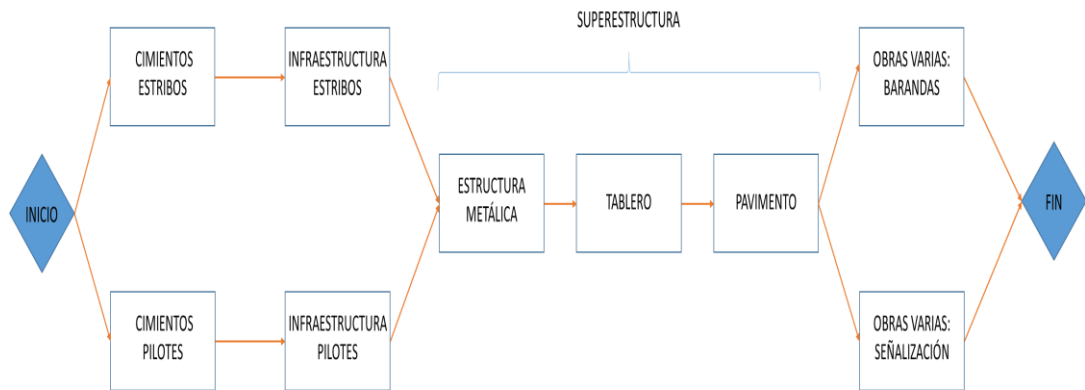 SUPERESTRUCTURA
CIMIENTOS
ESTRIBOS
INFRAESTRUCTURA
ESTRIBOS
OBRAS VARIAS:
BARANDAS
INICIO
ESTRUCTURA
METÁLICA
TABLERO
PAVIMENTO
FIN
CIMIENTOS
PILOTES
INFRAESTRUCTURA
PILOTES
OBRAS VARIAS:
SEÑALIZACIÓN